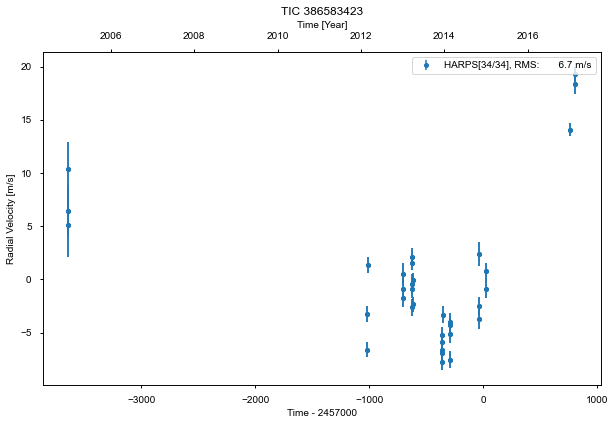 TIC 386583423
Time [Year]
2006 2008 2010 2012 2014 2016
HARPS[34/34], RMS: 6.7 m/s
20
15
10
5
0
−5
Radial Velocity [m/s]
−3000 −2000 −1000 0 1000
Time - 2457000